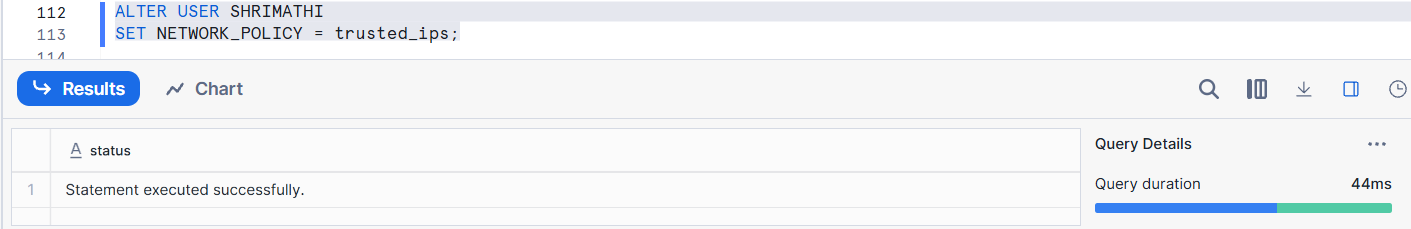 112 ALTER USER SHRIMATHI
113 SET NETWORK_POLICY = trusted_ips;
114
Results Chart
A status
Query Details
1 Statement executed successfully.
Query duration 44ms